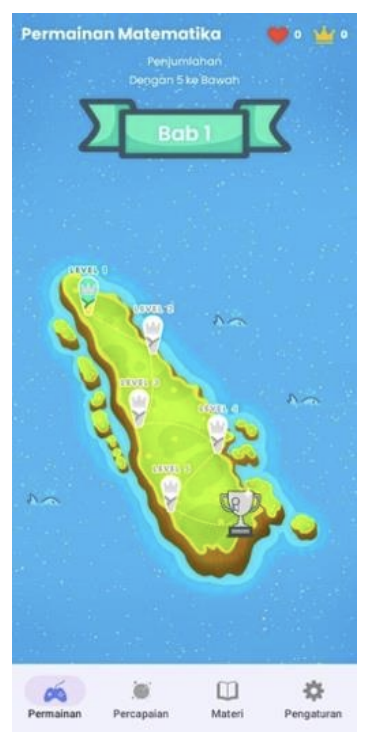 Permainan Matematika 0 0
Penjumlahan
Dengan 5 ke Bawah
Bab 1
LEVEL 1
LEVEL 2
LEVEL 3
LEVEL 4
LEVEL 5
Permainan Percapaian Materi Pengaturan